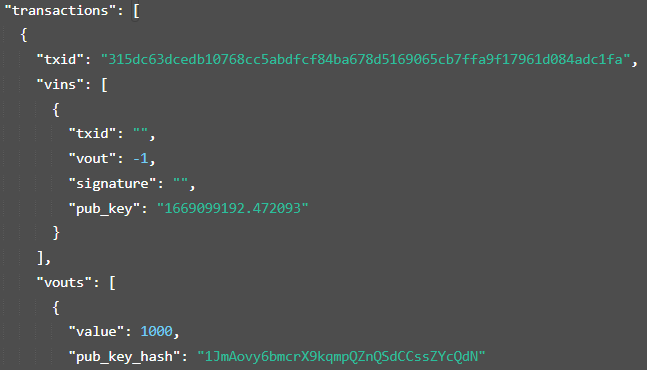 "transactions": [
{
"txid": "315dc63dcedb10768cc5abdfcf84ba678d5169065cb7ffa9f17961d084adc1fa",
"vins": [
{
"txid": "",
"vout": -1,
"signature": "",
"pub_key": "1669099192.472093"
}
],
"vouts": [
{
"value": 1000,
"pub_key_hash": "1JmAovy6bmcrX9kqmpQZnQSdCCssZYcQdN"